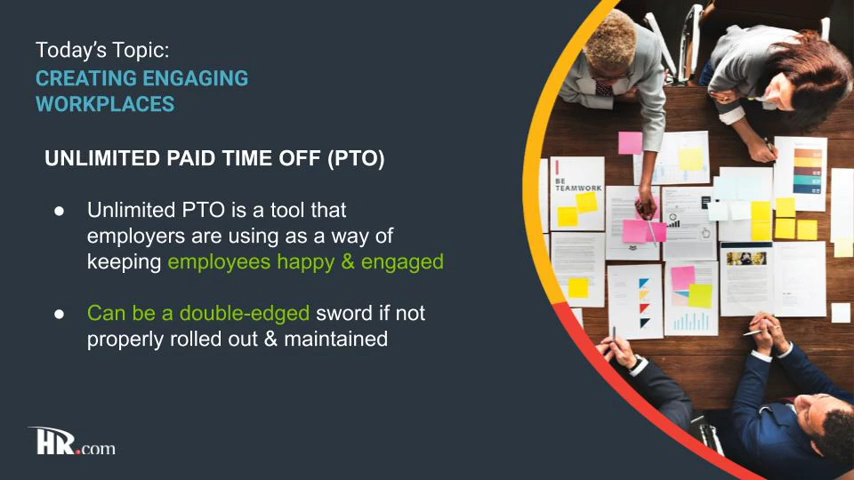 Today's Topic:
CREATING ENGAGING
WORKPLACES
UNLIMITED PAID TIME OFF (PTO)
● Unlimited PTO is a tool that
employers are using as a way of
keeping employees happy & engaged
● Can be a double-edged sword if not
properly rolled out & maintained
BE
TEAMWORK
HR.com